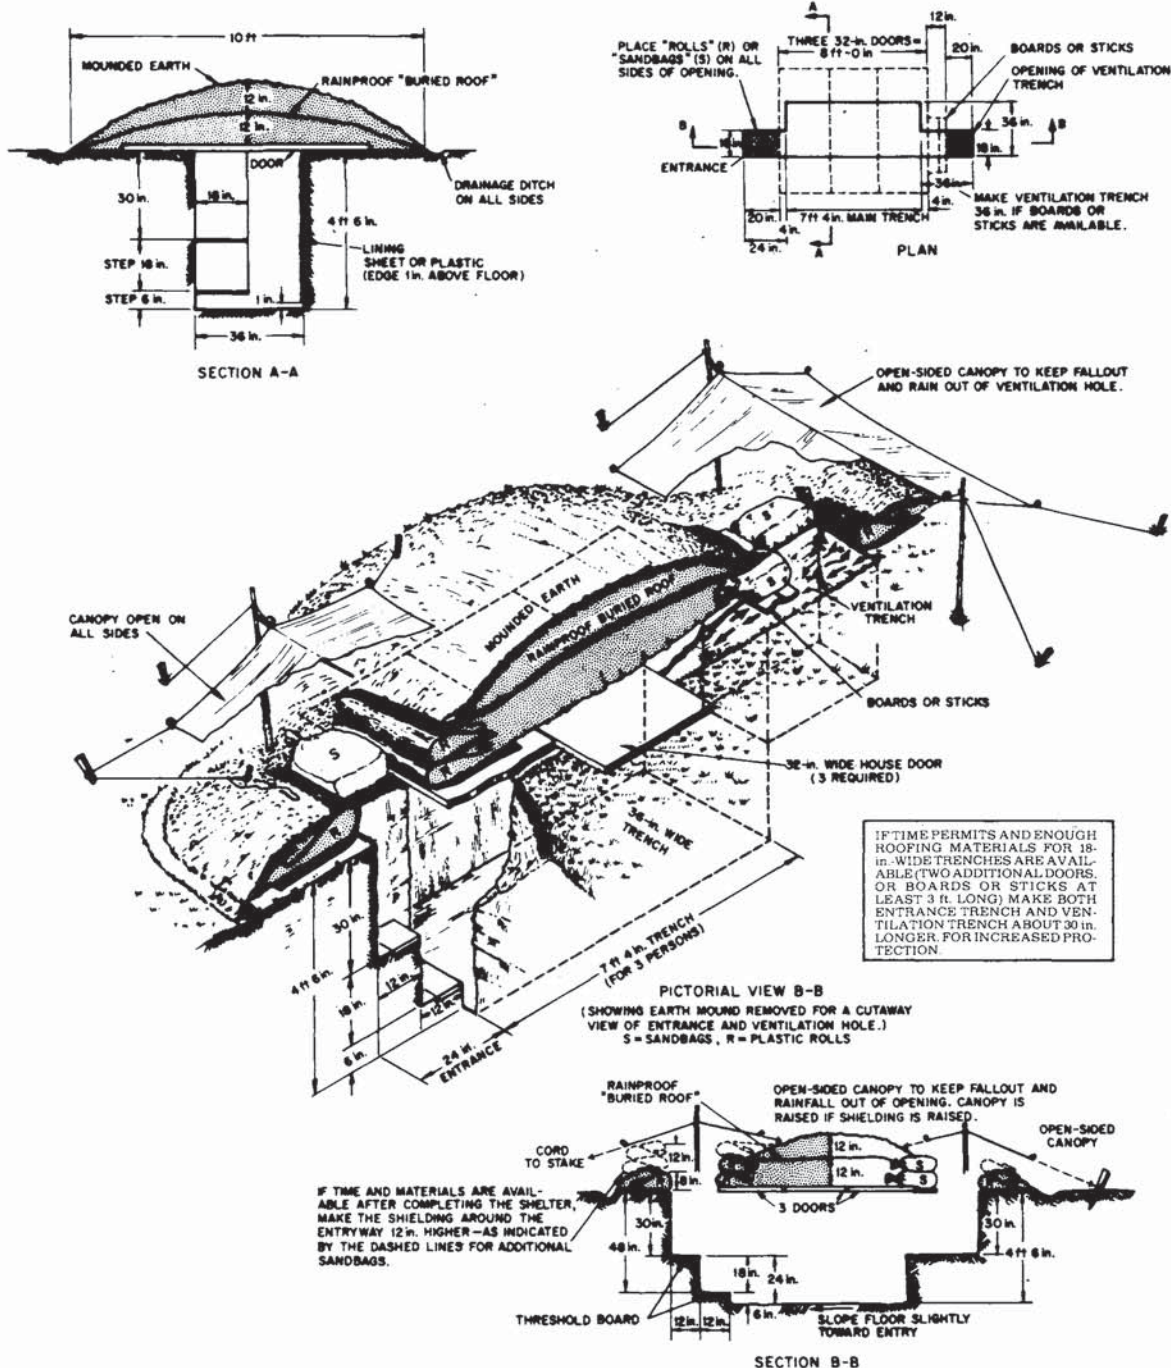 10 ft
MOUNDED EARTH
RAINPROOF "BURIED ROOF"
12 in.
12 in.
DOOR
18 in.
30 in.
4 ft 6 in.
DRAINAGE DITCH
ON ALL SIDES
LINING
SHEET OR PLASTIC
(EDGE 1 in. ABOVE FLOOR)
STEP 18 in.
STEP 6 in.
1 in.
36 in.
SECTION A-A
A
12 in.
PLACE "ROLLS" (R) OR
"SANDBAGS" (S) ON ALL
SIDES OF OPENING.
THREE 32-in. DOORS=
8 ft-0 in
20 in.
BOARDS OR STICKS
OPENING OF VENTILATION
TRENCH
B
18 in.
36 in.
18 in.
B
ENTRANCE
36 in.
MAKE VENTILATION TRENCH
36 in. IF BOARDS OR
STICKS ARE AVAILABLE.
20 in.
7 ft 4 in. MAIN TRENCH
4 in.
4 in.
24 in.
A
PLAN
OPEN-SIDED CANOPY TO KEEP FALLOUT
AND RAIN OUT OF VENTILATION HOLE.
S
S
CANOPY OPEN ON
ALL SIDES
MOUNDED EARTH
RAINPROOF BURIED ROOF
VENTILATION
TRENCH
BOARDS OR STICKS
S
32-in. WIDE HOUSE DOOR
(3 REQUIRED)
R
36-in. WIDE
TRENCH
IF TIME PERMITS AND ENOUGH
ROOFING MATERIALS FOR 18-
in.-WIDE TRENCHES ARE AVAIL-
ABLE (TWO ADDITIONAL DOORS,
OR BOARDS OR STICKS AT
LEAST 3 ft. LONG) MAKE BOTH
ENTRANCE TRENCH AND VEN-
TILATION TRENCH ABOUT 30 in.
LONGER, FOR INCREASED PRO-
TECTION.
30 in.
4 ft 6 in.
12 in.
18 in.
12 in.
6 in.
24 in.
ENTRANCE
7 ft 4 in. TRENCH
(FOR 3 PERSONS)
PICTORIAL VIEW B-B
(SHOWING EARTH MOUND REMOVED FOR A CUTAWAY
VIEW OF ENTRANCE AND VENTILATION HOLE.)
S = SANDBAGS, R = PLASTIC ROLLS
RAINPROOF
"BURIED ROOF"
OPEN-SIDED CANOPY TO KEEP FALLOUT AND
RAINFALL OUT OF OPENING. CANOPY IS
RAISED IF SHIELDING IS RAISED.
CORD
TO STAKE
12 in.
8 in.
12 in.
12 in.
S
S
OPEN-SIDED
CANOPY
3 DOORS
IF TIME AND MATERIALS ARE AVAIL-
ABLE AFTER COMPLETING THE SHELTER,
MAKE THE SHIELDING AROUND THE
ENTRYWAY 12 in. HIGHER—AS INDICATED
BY THE DASHED LINES FOR ADDITIONAL
SANDBAGS.
30 in.
48 in.
30 in.
4 ft 6 in.
18 in.
24 in.
THRESHOLD BOARD
12 in.
12 in.
6 in.
SLOPE FLOOR SLIGHTLY
TOWARD ENTRY
SECTION B-B